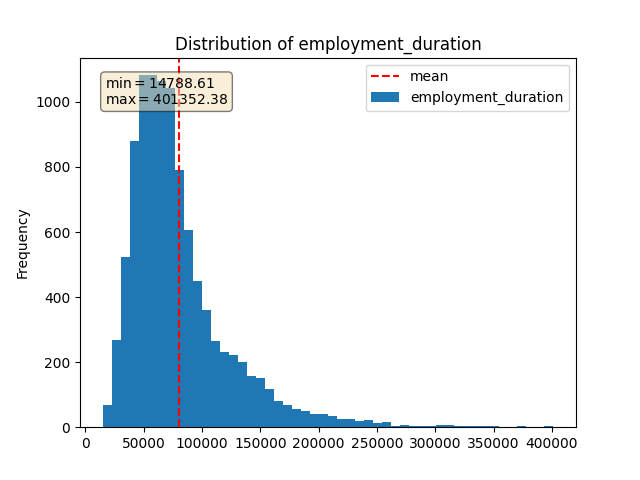 Distribution of employment_duration
min = 14788.61
max = 401352.38
mean
employment_duration
Frequency
1000
800
600
400
200
0
0 50000 100000 150000 200000 250000 300000 350000 400000